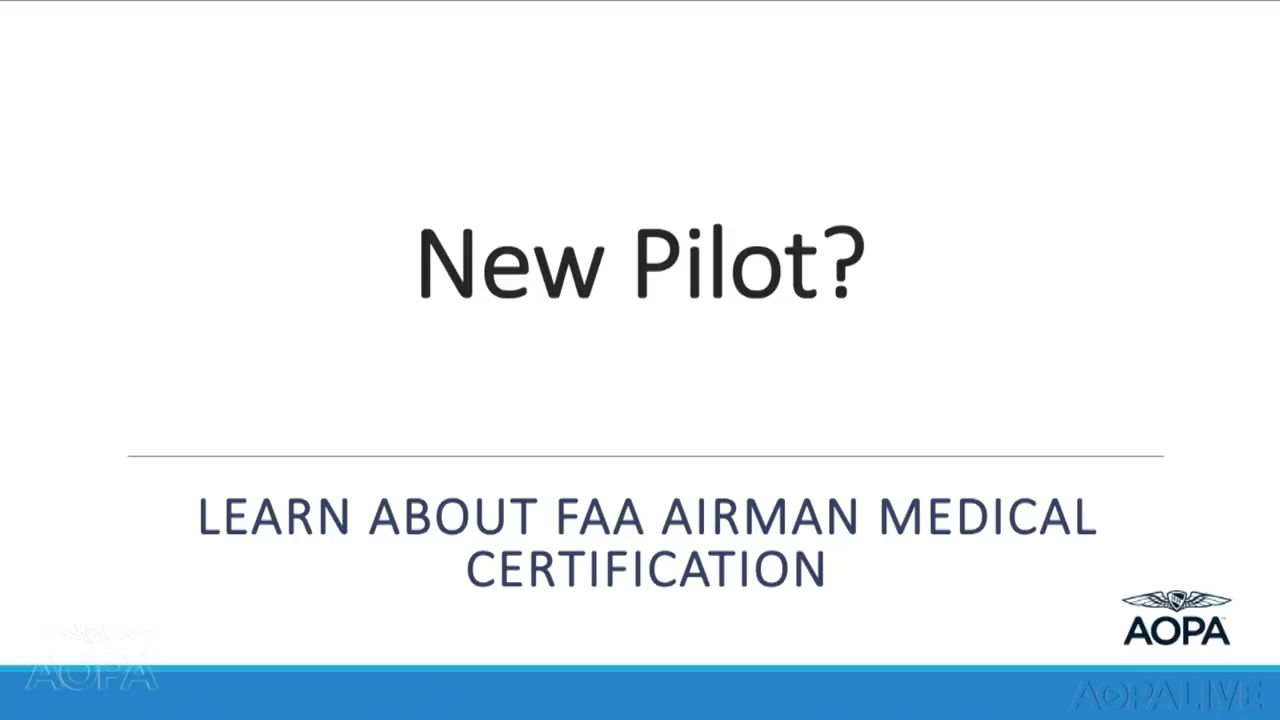 New Pilot?
LEARN ABOUT FAA AIRMAN MEDICAL
CERTIFICATION
AOPA
AOPA
AOPALIVE